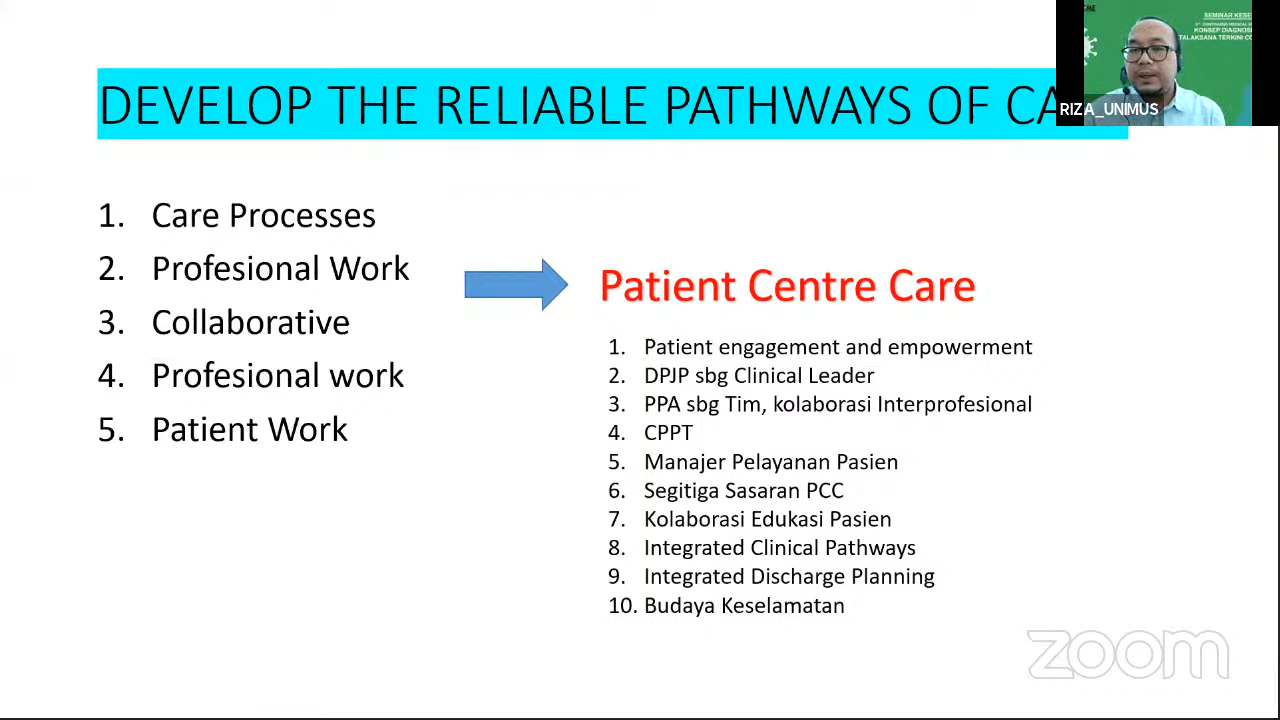 DEVELOP THE RELIABLE PATHWAYS OF
1. Care Processes
2. Profesional Work
3. Collaborative
4. Profesional work
5. Patient Work
Patient Centre Care
1. Patient engagement and empowerment
2. DPJP sbg Clinical Leader
3. PPA sbg Tim, kolaborasi Interprofesional
4. CPPT
5. Manajer Pelayanan Pasien
6. Segitiga Sasaran PCC
7. Kolaborasi Edukasi Pasien
8. Integrated Clinical Pathways
9. Integrated Discharge Planning
10. Budaya Keselamatan
SEMINAR
KONSEP
RIZA_UNIMUS
zoom